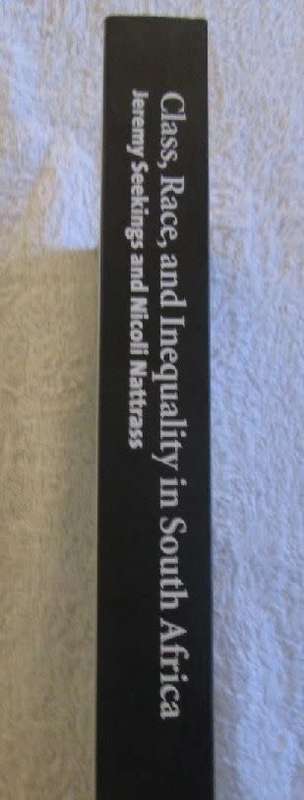 Class, Race, and Inequality in South Africa
Jeremy Seekings and Nicoli Nattrass